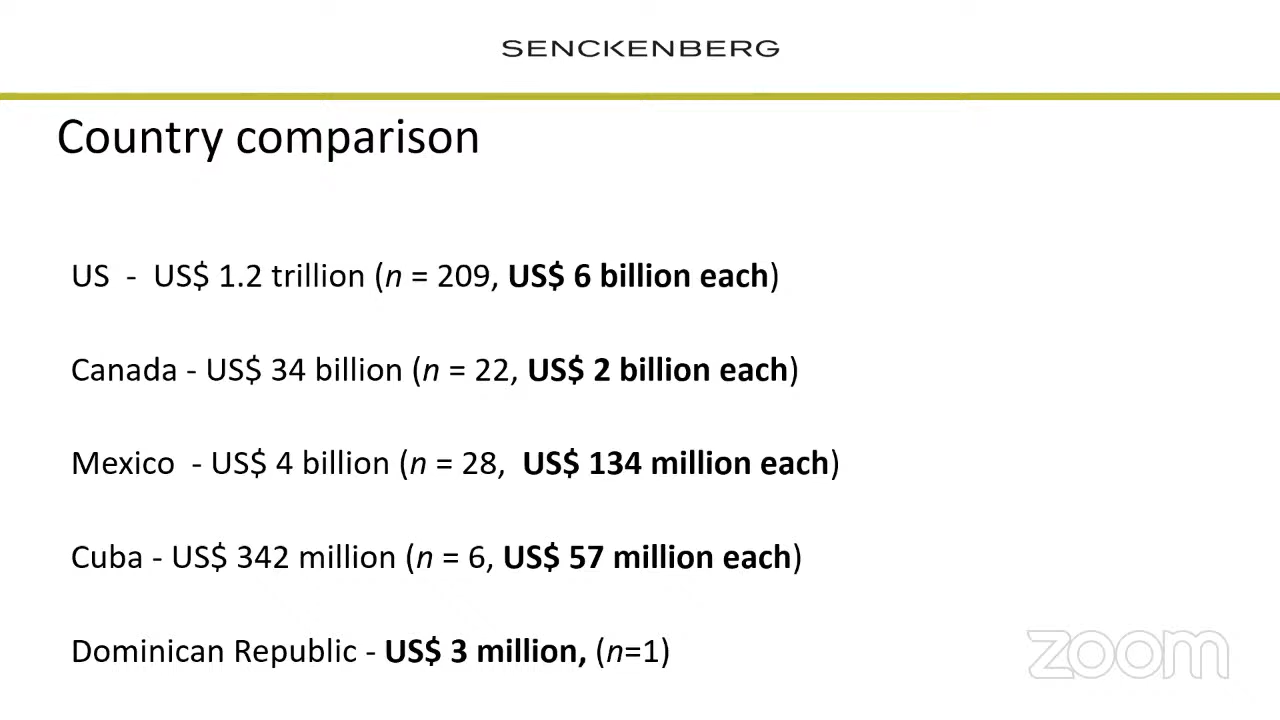 SENCKENBERG
Country comparison
US - US$ 1.2 trillion (n = 209, US$ 6 billion each)
Canada - US$ 34 billion (n = 22, US$ 2 billion each)
Mexico - US$ 4 billion (n = 28, US$ 134 million each)
Cuba - US$ 342 million (n = 6, US$ 57 million each)
Dominican Republic - US$ 3 million, (n=1)
zoom